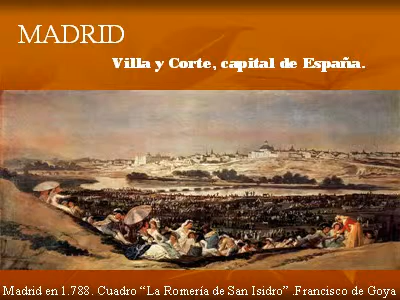 MADRID
Villa y Corte, capital de España.
Madrid en 1.788. Cuadro "La Romería de San Isidro" .Francisco de Goya